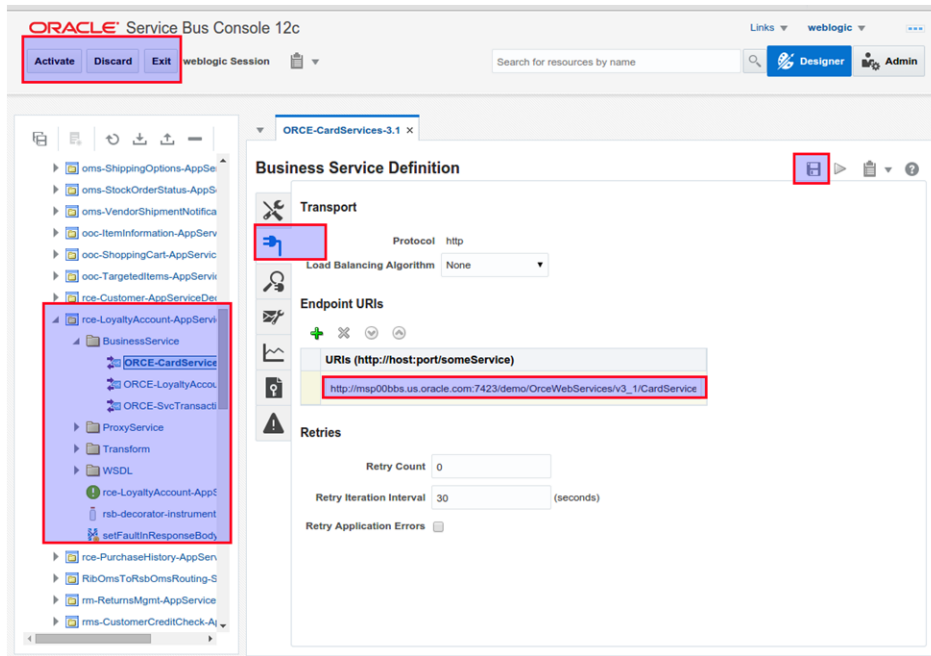 ORACLE Service Bus Console 12c
Links weblogic
Activate Discard Exit weblogic Session
Search for resources by name
Designer Admin
ORCE-CardServices-3.1
Business Service Definition
oms-ShippingOptions-AppSe
oms-StockOrderStatus-AppS
oms-VendorShipmentNotifica
ooc-ItemInformation-AppServ
ooc-ShoppingCart-AppServic
ooc-TargetedItems-AppServic
rce-Customer-AppServiceDec
rce-LoyaltyAccount-AppServi
BusinessService
ORCE-CardService
ORCE-LoyaltyAccou
ORCE-SvcTransacti
ProxyService
Transform
WSDL
rce-LoyaltyAccount-AppS
rsb-decorator-instrument
setFaultInResponseBody
rce-PurchaseHistory-AppServ
RibOmsToRsbOmsRouting-S
rm-ReturnsMgmt-AppService
rms-CustomerCreditCheck-A
Transport
Protocol http
Load Balancing Algorithm None
Endpoint URIs
URIs (http://host:port/someService)
http://msp00bbs.us.oracle.com:7423/demo/OrceWebServices/v3_1/CardService
Retries
Retry Count 0
Retry Iteration Interval 30 (seconds)
Retry Application Errors